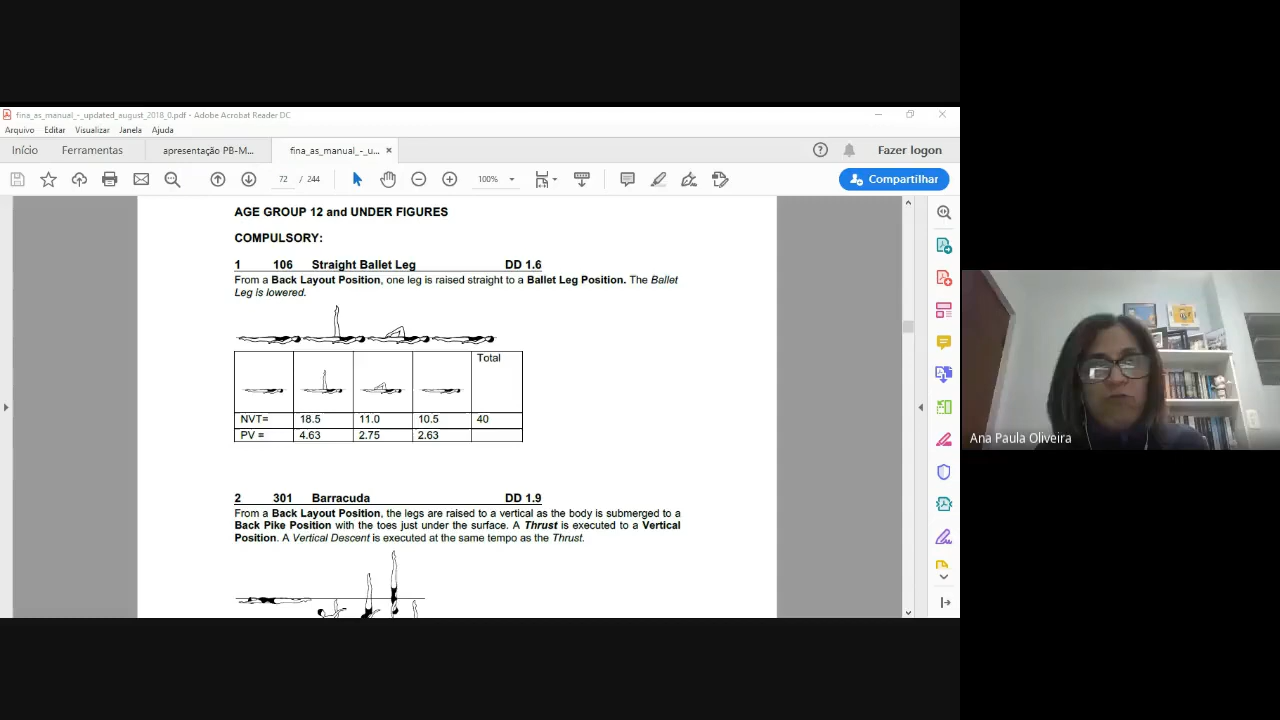 fina_as_manual_-_updated_august_2018_0.pdf - Adobe Acrobat Reader DC
Arquivo Editar Visualizar Janela Ajuda
Início Ferramentas apresentação PB-M... fina_as_manual_-_u... Fazer logon
72 / 244 100% Compartilhar
AGE GROUP 12 and UNDER FIGURES
COMPULSORY:
1 106 Straight Ballet Leg DD 1.6
From a Back Layout Position, one leg is raised straight to a Ballet Leg Position. The Ballet
Leg is lowered.
Total
NVT= 18.5 11.0 10.5 40
PV = 4.63 2.75 2.63
2 301 Barracuda DD 1.9
From a Back Layout Position, the legs are raised to a vertical as the body is submerged to a
Back Pike Position with the toes just under the surface. A Thrust is executed to a Vertical
Position. A Vertical Descent is executed at the same tempo as the Thrust.
Ana Paula Oliveira